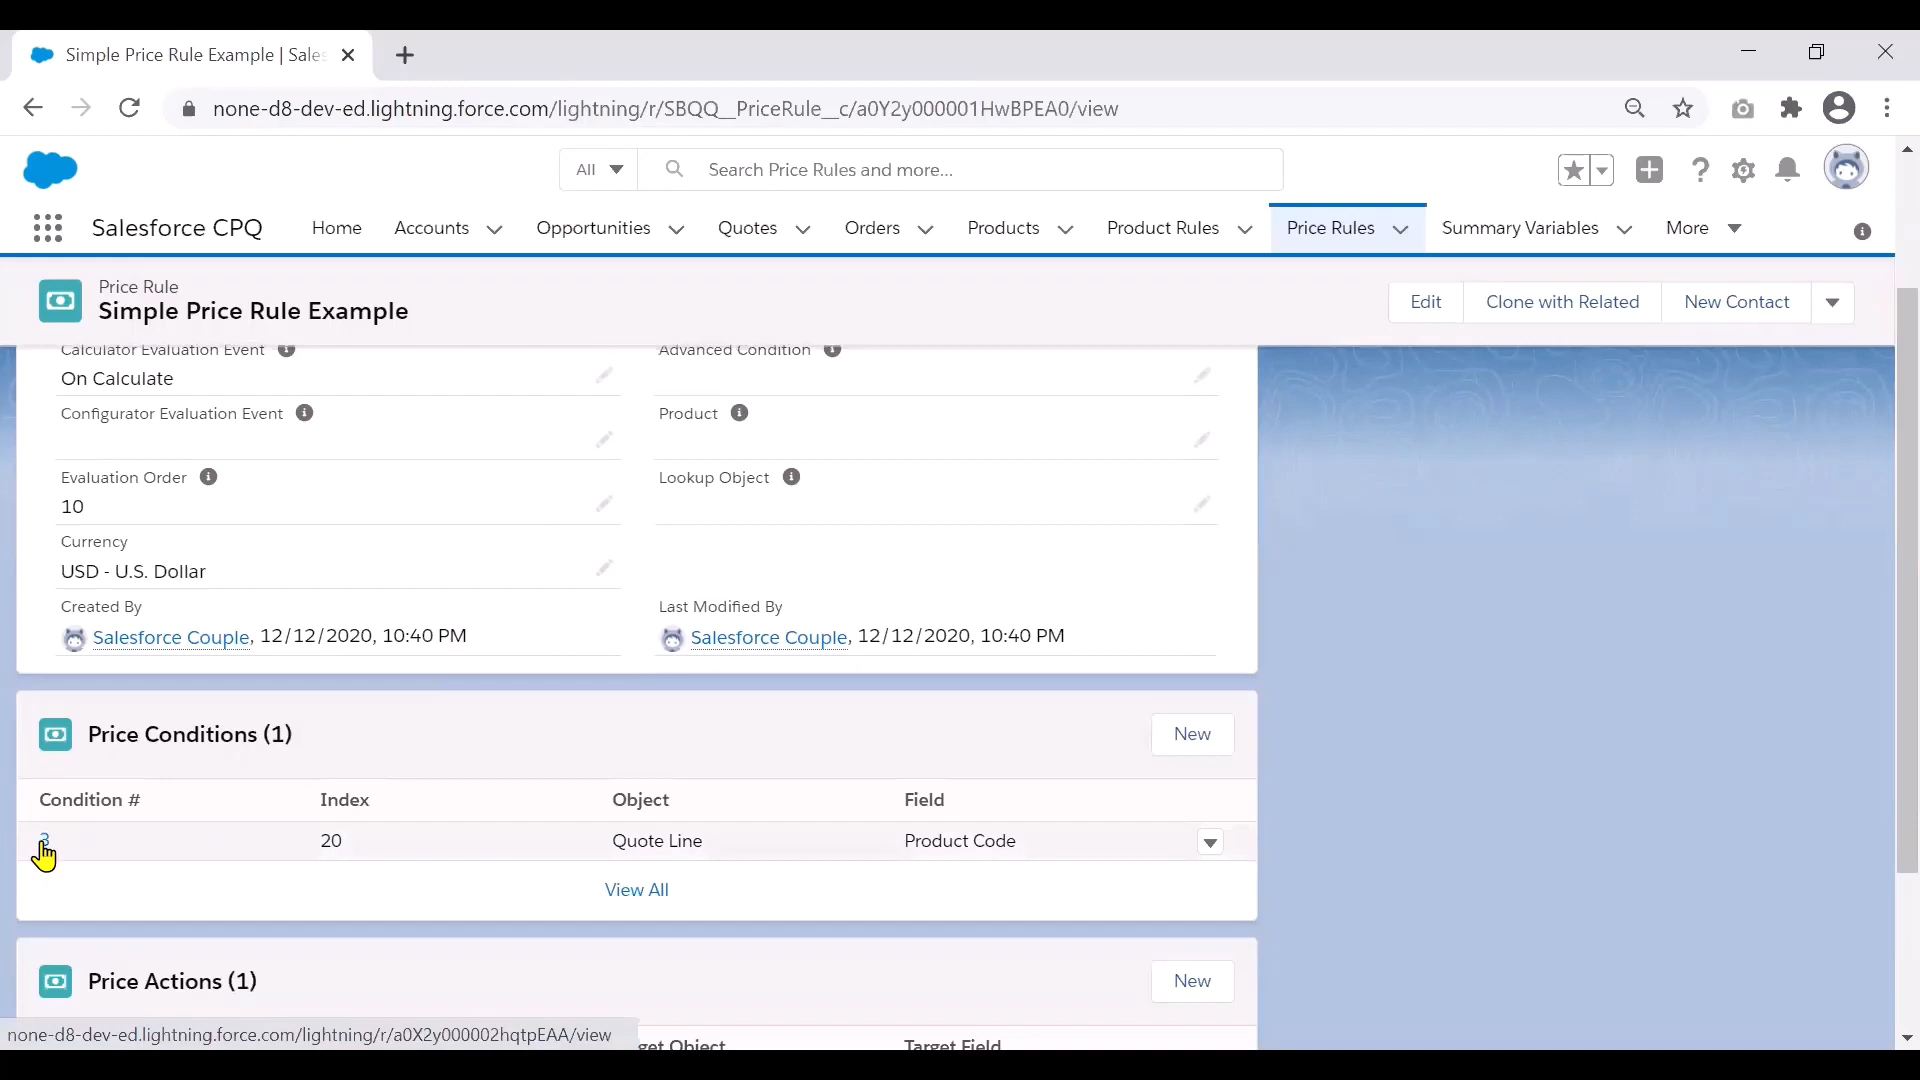 Simple Price Rule Example | Sales
none-d8-dev-ed.lightning.force.com/lightning/r/SBQQ__PriceRule__c/a0Y2y000001HwBPEA0/view
All
Search Price Rules and more...
Salesforce CPQ
Home
Accounts
Opportunities
Quotes
Orders
Products
Product Rules
Price Rules
Summary Variables
More
Price Rule
Simple Price Rule Example
Edit
Clone with Related
New Contact
Calculator Evaluation Event
Advanced Condition
On Calculate
Configurator Evaluation Event
Product
Evaluation Order
Lookup Object
10
Currency
USD - U.S. Dollar
Created By
Last Modified By
Salesforce Couple, 12/12/2020, 10:40 PM
Salesforce Couple, 12/12/2020, 10:40 PM
Price Conditions (1)
New
Condition #
Index
Object
Field
20
Quote Line
Product Code
View All
Price Actions (1)
New
none-d8-dev-ed.lightning.force.com/lightning/r/a0X2y000002hqtpEAA/view
get Object
Target Field